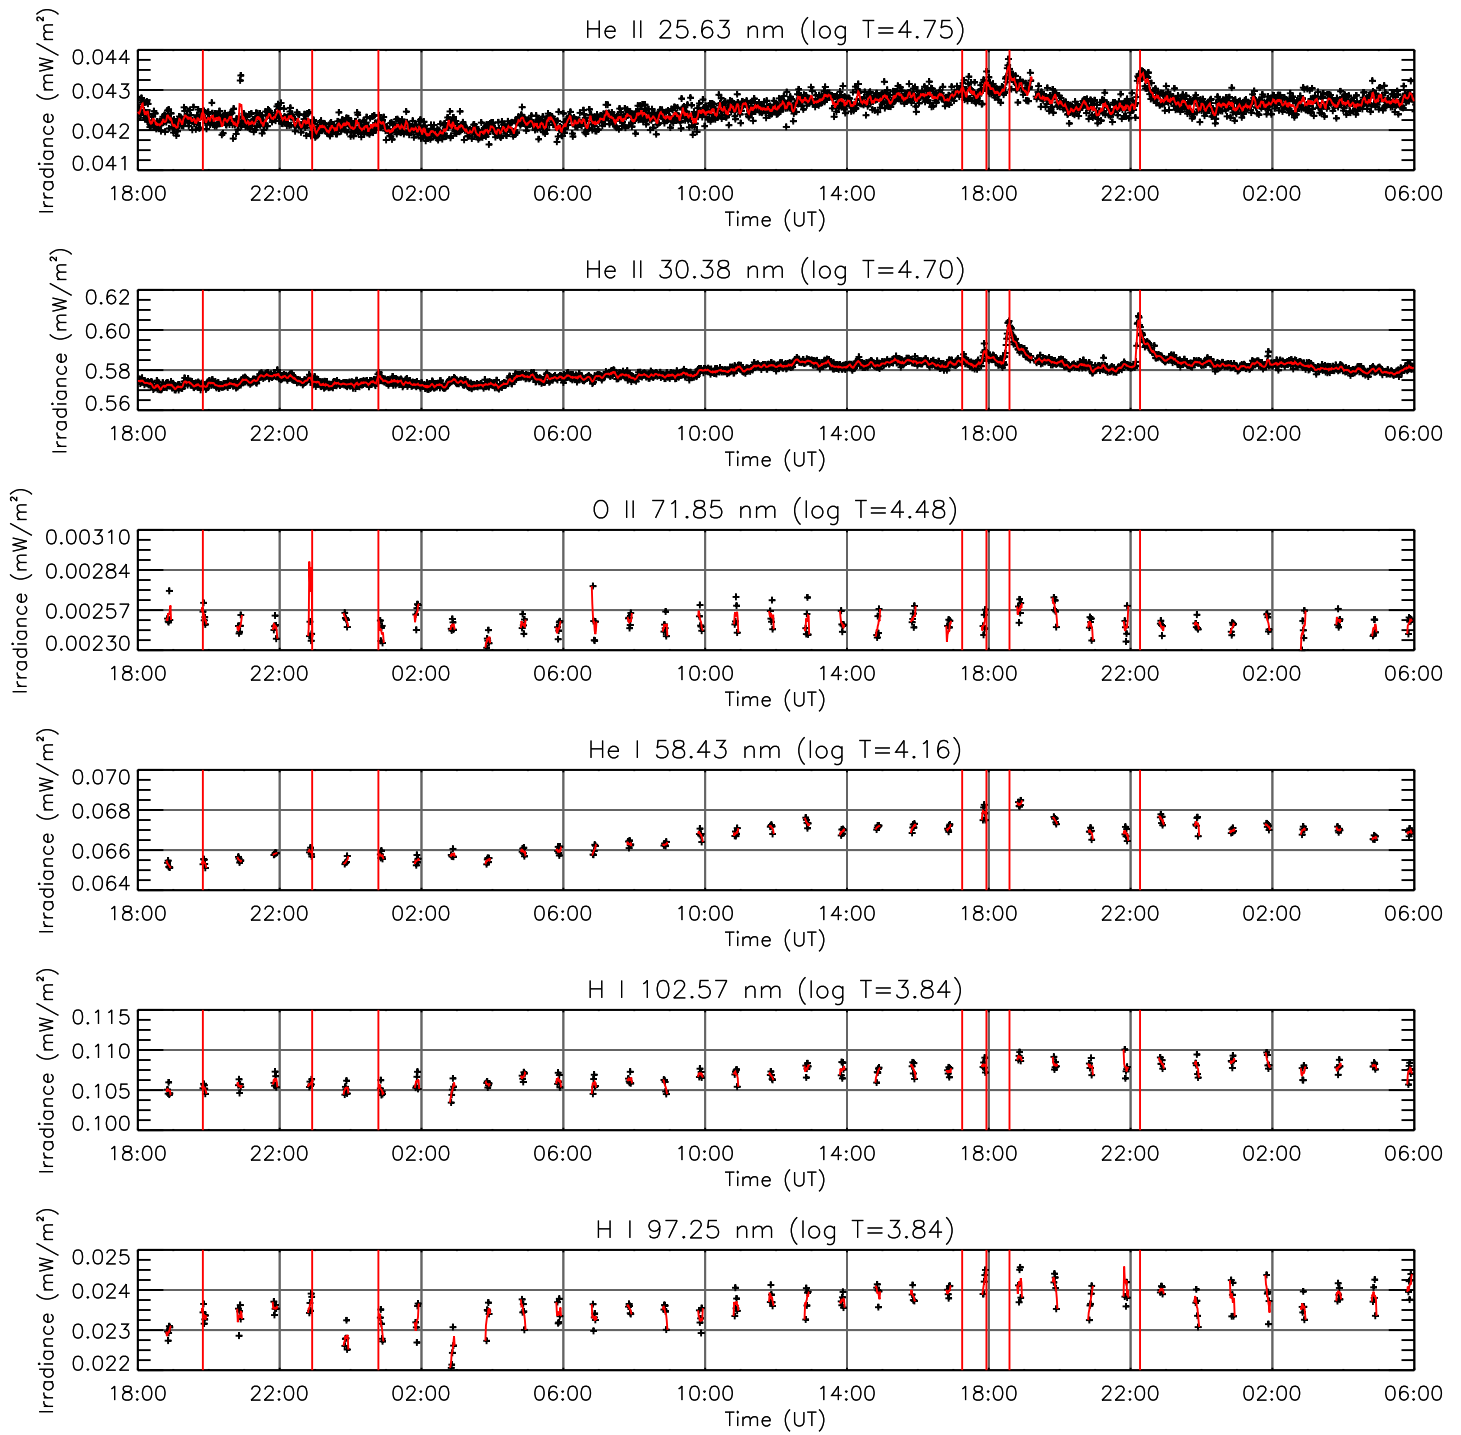 He II 25.63 nm (log T=4.75)
Irradiance (mW/m²)
0.044
0.043
0.042
0.041
18:00 22:00 02:00 06:00 10:00 14:00 18:00 22:00 02:00 06:00
Time (UT)
He II 30.38 nm (log T=4.70)
Irradiance (mW/m²)
0.62
0.60
0.58
0.56
18:00 22:00 02:00 06:00 10:00 14:00 18:00 22:00 02:00 06:00
Time (UT)
O II 71.85 nm (log T=4.48)
Irradiance (mW/m²)
0.00310
0.00284
0.00257
0.00230
18:00 22:00 02:00 06:00 10:00 14:00 18:00 22:00 02:00 06:00
Time (UT)
He I 58.43 nm (log T=4.16)
Irradiance (mW/m²)
0.070
0.068
0.066
0.064
18:00 22:00 02:00 06:00 10:00 14:00 18:00 22:00 02:00 06:00
Time (UT)
H I 102.57 nm (log T=3.84)
Irradiance (mW/m²)
0.115
0.110
0.105
0.100
18:00 22:00 02:00 06:00 10:00 14:00 18:00 22:00 02:00 06:00
Time (UT)
H I 97.25 nm (log T=3.84)
Irradiance (mW/m²)
0.025
0.024
0.023
0.022
18:00 22:00 02:00 06:00 10:00 14:00 18:00 22:00 02:00 06:00
Time (UT)